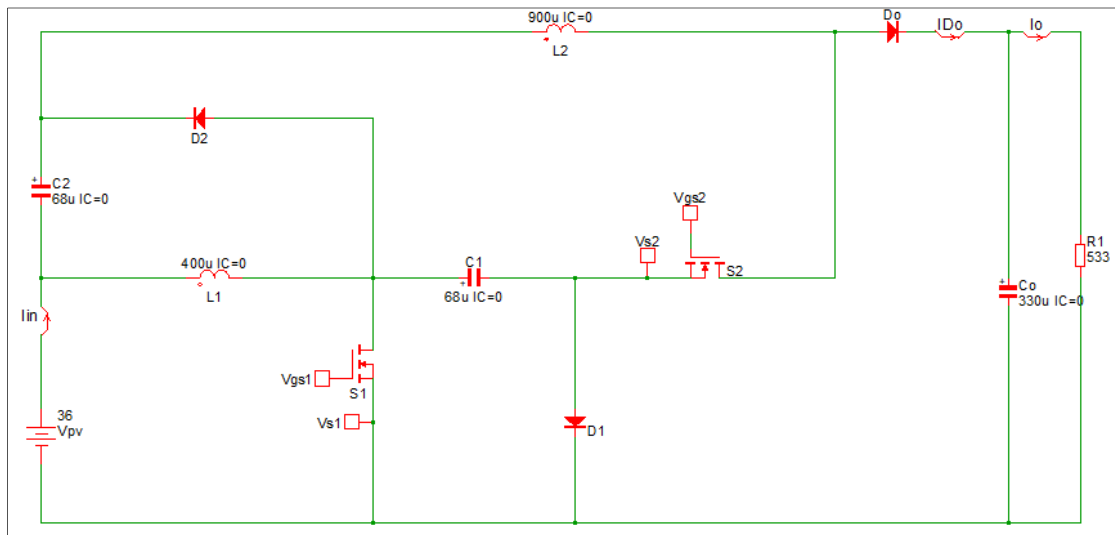 900u IC=0
L2
Do
IDo
Io
D2
+
C2
68u IC=0
Vgs2
Vs2
S2
R1
533
400u IC=0
L1
C1
+
68u IC=0
+
Co
330u IC=0
Iin
Vgs1
S1
Vs1
D1
36
Vpv